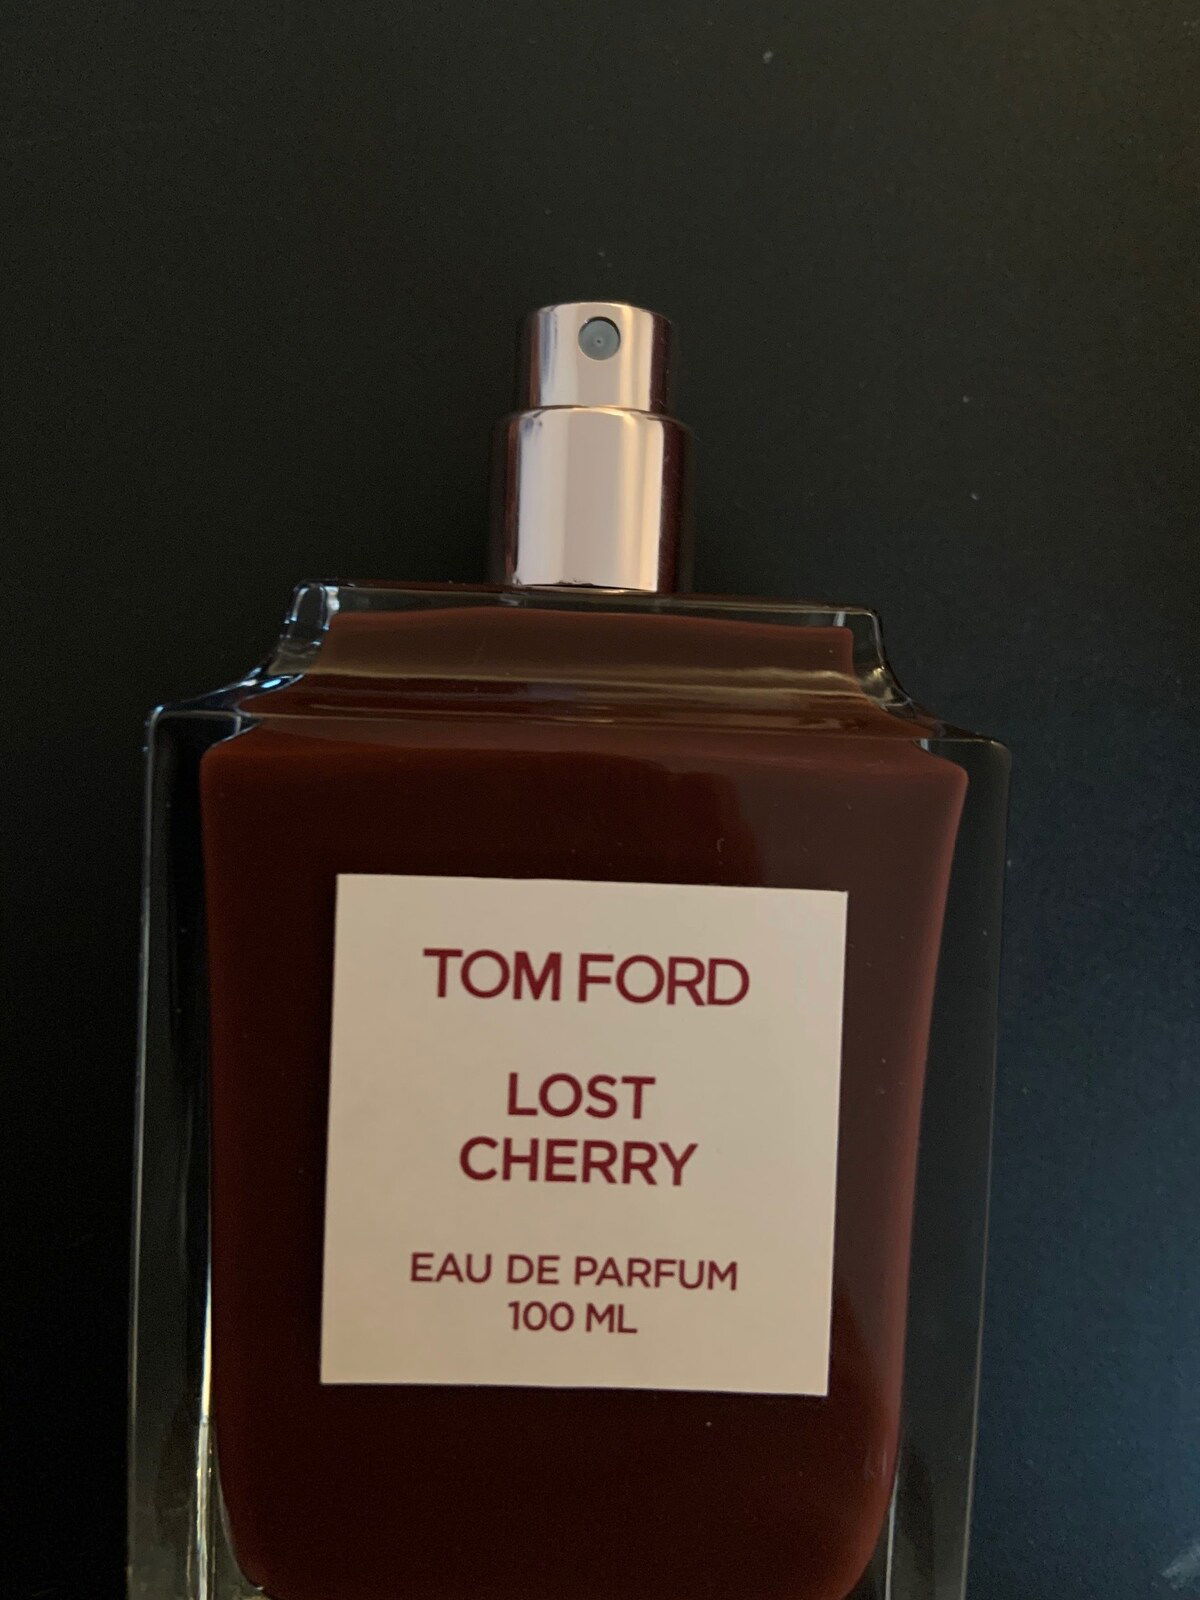 TOM FORD
LOST
CHERRY
EAU DE PARFUM
100 ML